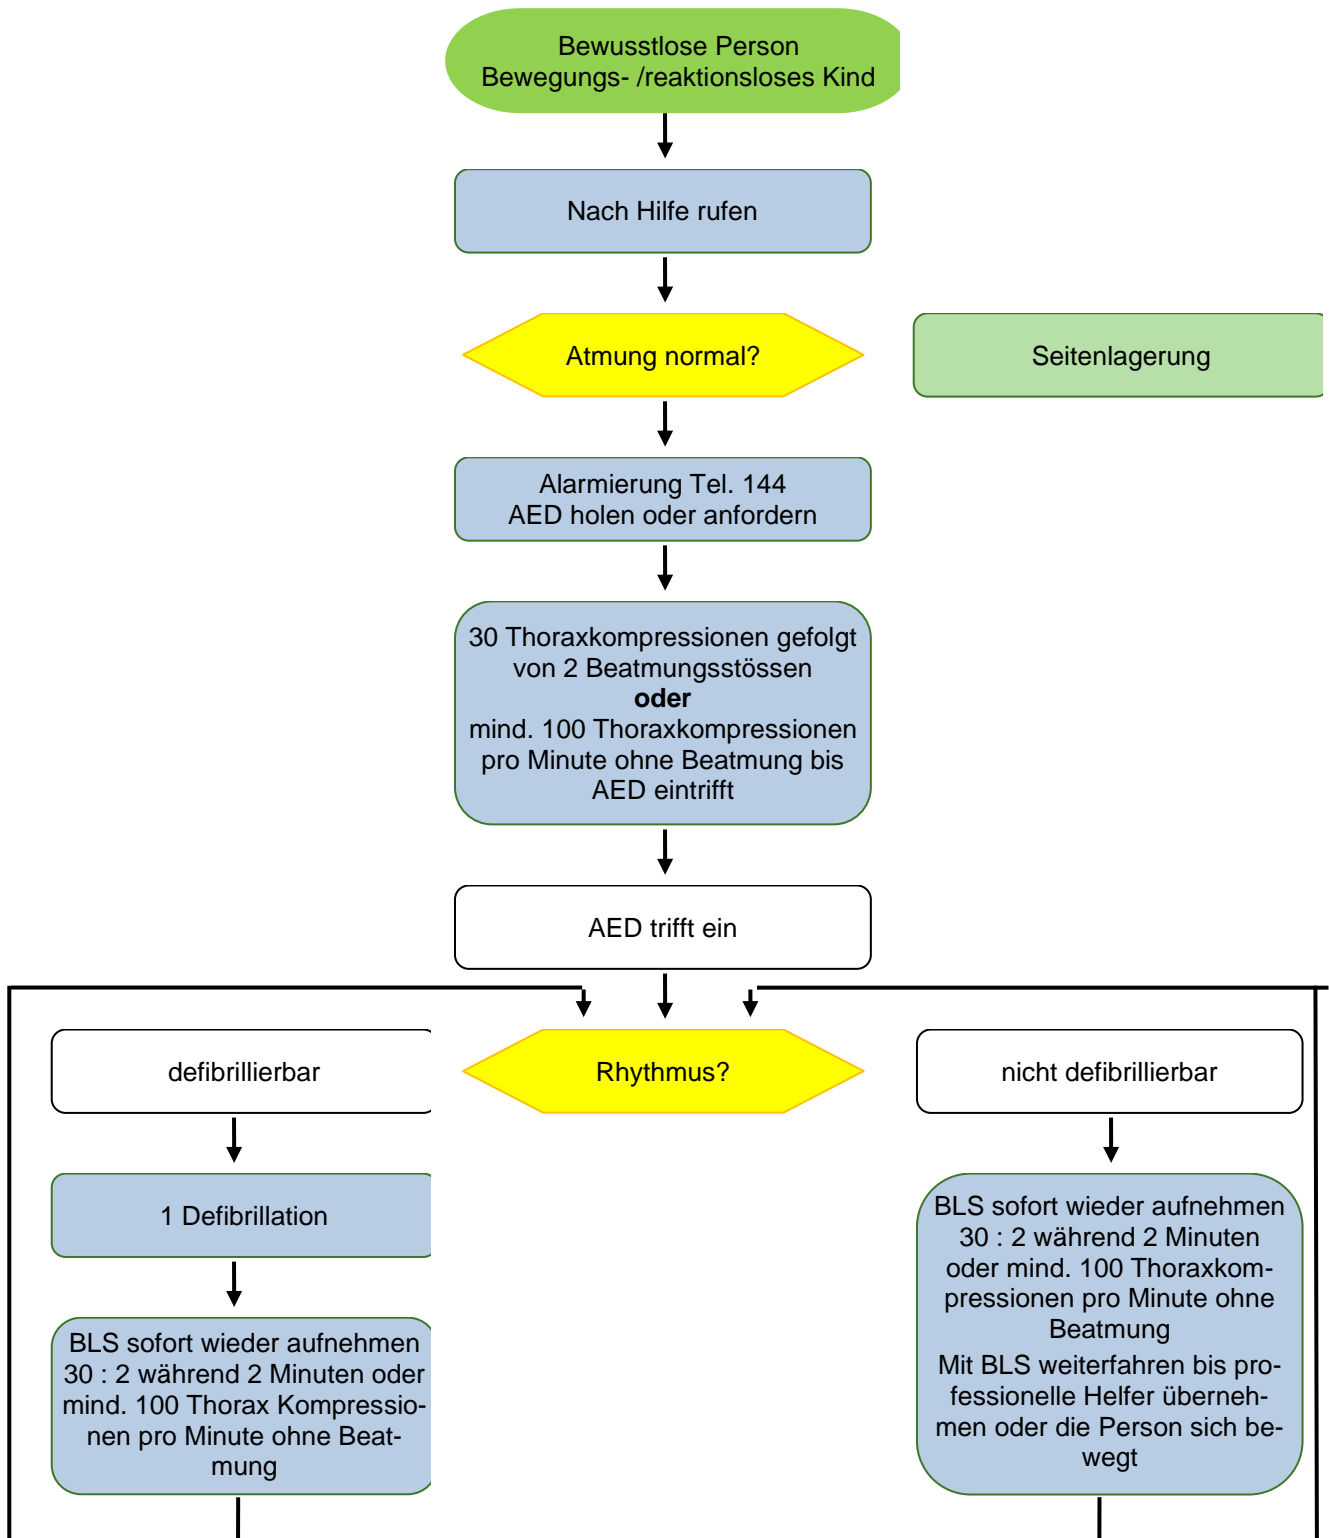 Bewusstlose Person
Bewegungs- /reaktionsloses Kind
Nach Hilfe rufen
Atmung normal?
Seitenlagerung
Alarmierung Tel. 144
AED holen oder anfordern
30 Thoraxkompressionen gefolgt
von 2 Beatmungsstössen
oder
mind. 100 Thoraxkompressionen
pro Minute ohne Beatmung bis
AED eintrifft
AED trifft ein
defibrillierbar
Rhythmus?
nicht defibrillierbar
1 Defibrillation
BLS sofort wieder aufnehmen
30 : 2 während 2 Minuten oder
mind. 100 Thorax Kompressio-
nen pro Minute ohne Beat-
mung
BLS sofort wieder aufnehmen
30 : 2 während 2 Minuten
oder mind. 100 Thoraxkom-
pressionen pro Minute ohne
Beatmung
Mit BLS weiterfahren bis pro-
fessionelle Helfer überneh-
men oder die Person sich be-
wegt